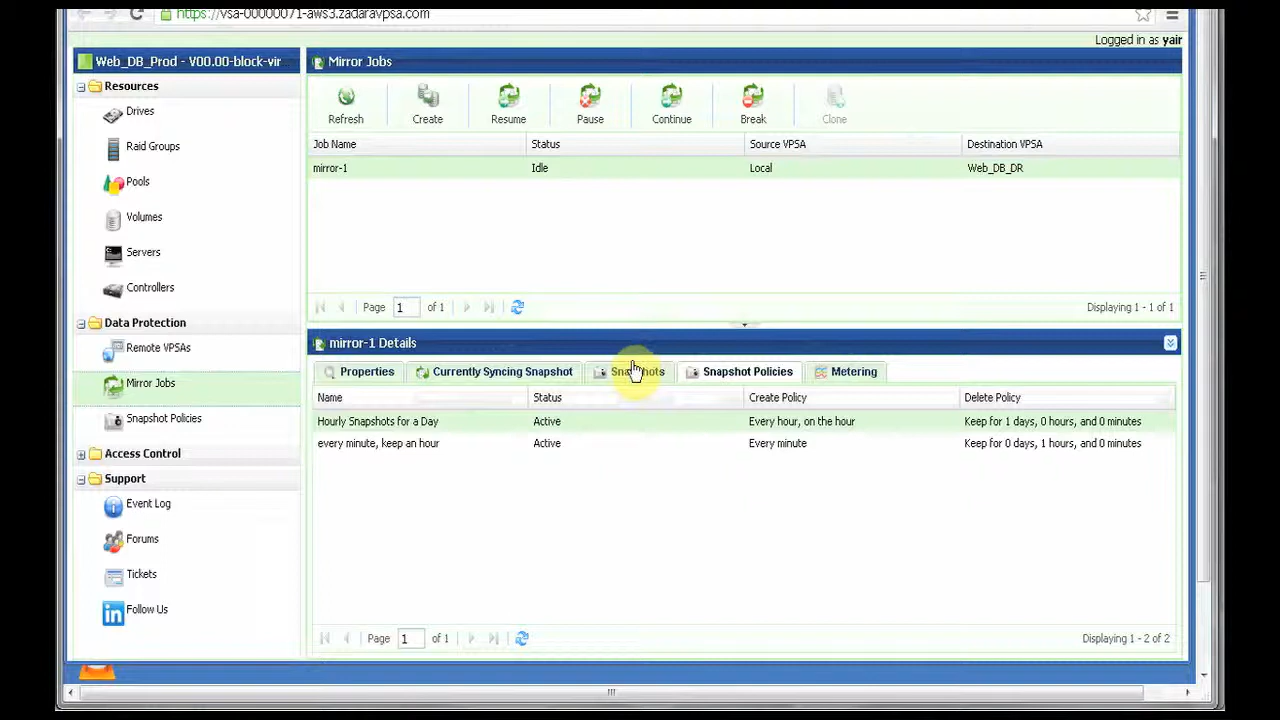 https://vsa-00000071-aws3.zadaravpsa.com
Logged in as yair
Web_DB_Prod - V00.00-block-vir
Resources
Drives
Raid Groups
Pools
Volumes
Servers
Controllers
Data Protection
Remote VPSAs
Mirror Jobs
Snapshot Policies
Access Control
Support
Event Log
Forums
Tickets
Follow Us
Mirror Jobs
Refresh Create Resume Pause Continue Break Clone
Job Name Status Source VPSA Destination VPSA
mirror-1 Idle Local Web_DB_DR
Page 1 of 1 Displaying 1 - 1 of 1
mirror-1 Details
Properties Currently Syncing Snapshot Snapshots Snapshot Policies Metering
Name Status Create Policy Delete Policy
Hourly Snapshots for a Day Active Every hour, on the hour Keep for 1 days, 0 hours, and 0 minutes
every minute, keep an hour Active Every minute Keep for 0 days, 1 hours, and 0 minutes
Page 1 of 1 Displaying 1 - 2 of 2